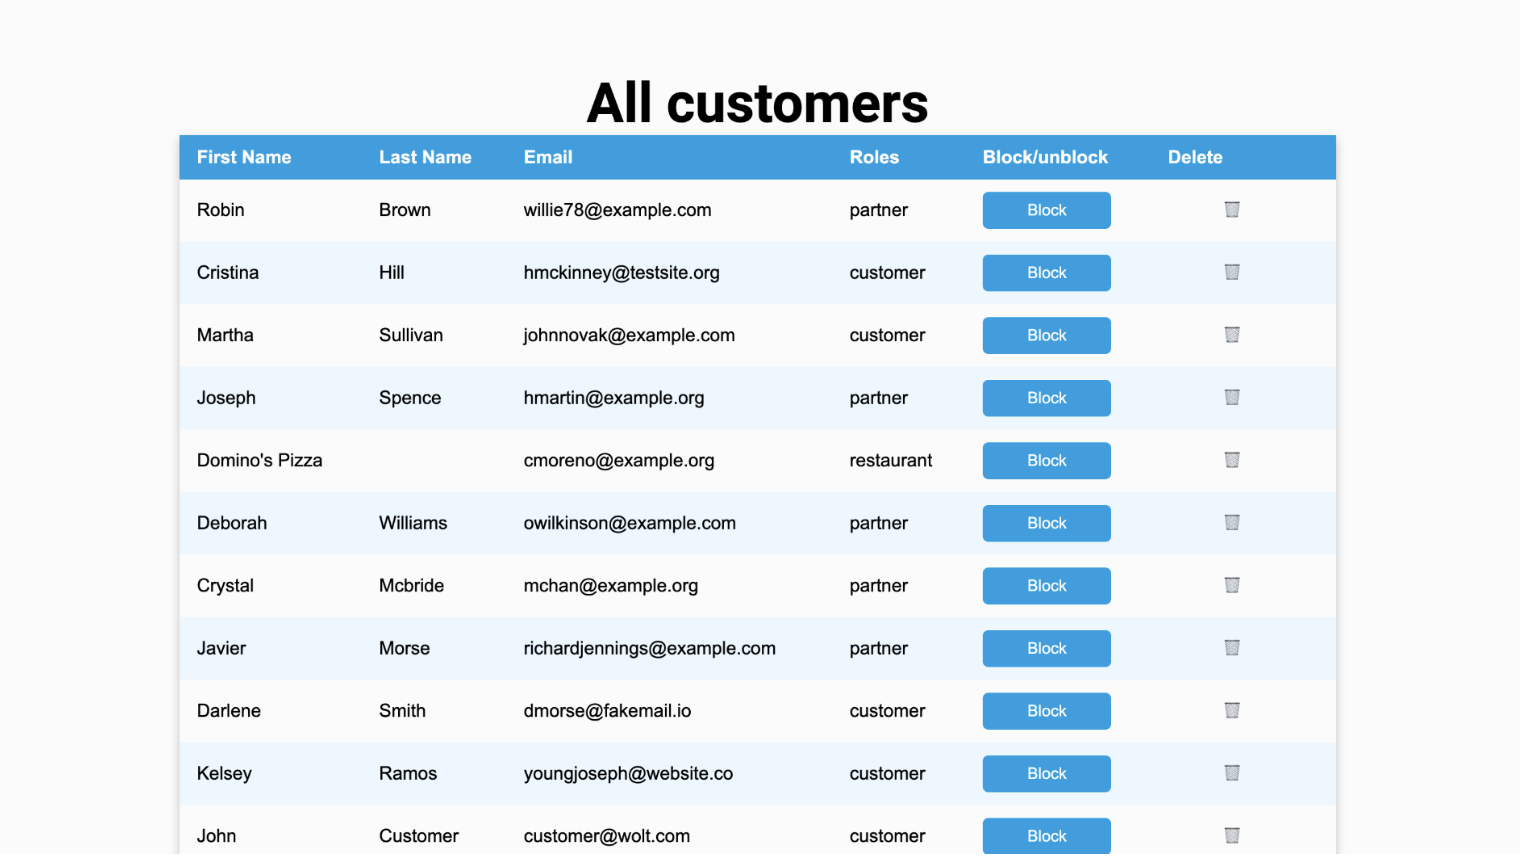 All customers
First Name Last Name Email Roles Block/unblock Delete
Robin Brown willie78@example.com partner Block
Cristina Hill hmckinney@testsite.org customer Block
Martha Sullivan johnnovak@example.com customer Block
Joseph Spence hmartin@example.org partner Block
Domino's Pizza cmoreno@example.org restaurant Block
Deborah Williams owilkinson@example.com partner Block
Crystal Mcbride mchan@example.org partner Block
Javier Morse richardjennings@example.com partner Block
Darlene Smith dmorse@fakemail.io customer Block
Kelsey Ramos youngjoseph@website.co customer Block
John Customer customer@wolt.com customer Block